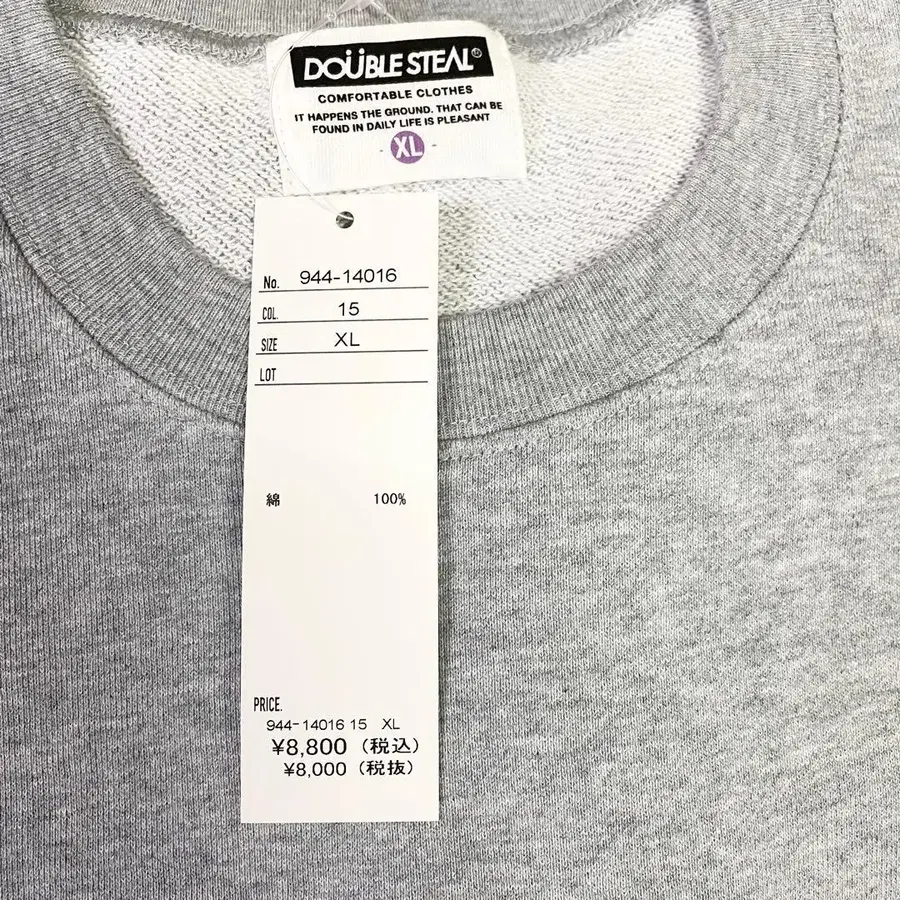 DOÜBLE STEAL®
COMFORTABLE CLOTHES
IT HAPPENS THE GROUND. THAT CAN BE
FOUND IN DAILY LIFE IS PLEASANT
- XL -
No. 944-14016
COL. 15
SIZE XL
LOT
綿 100%
PRICE.
944-14016 15 XL
¥8,800 (税込)
¥8,000 (税抜)